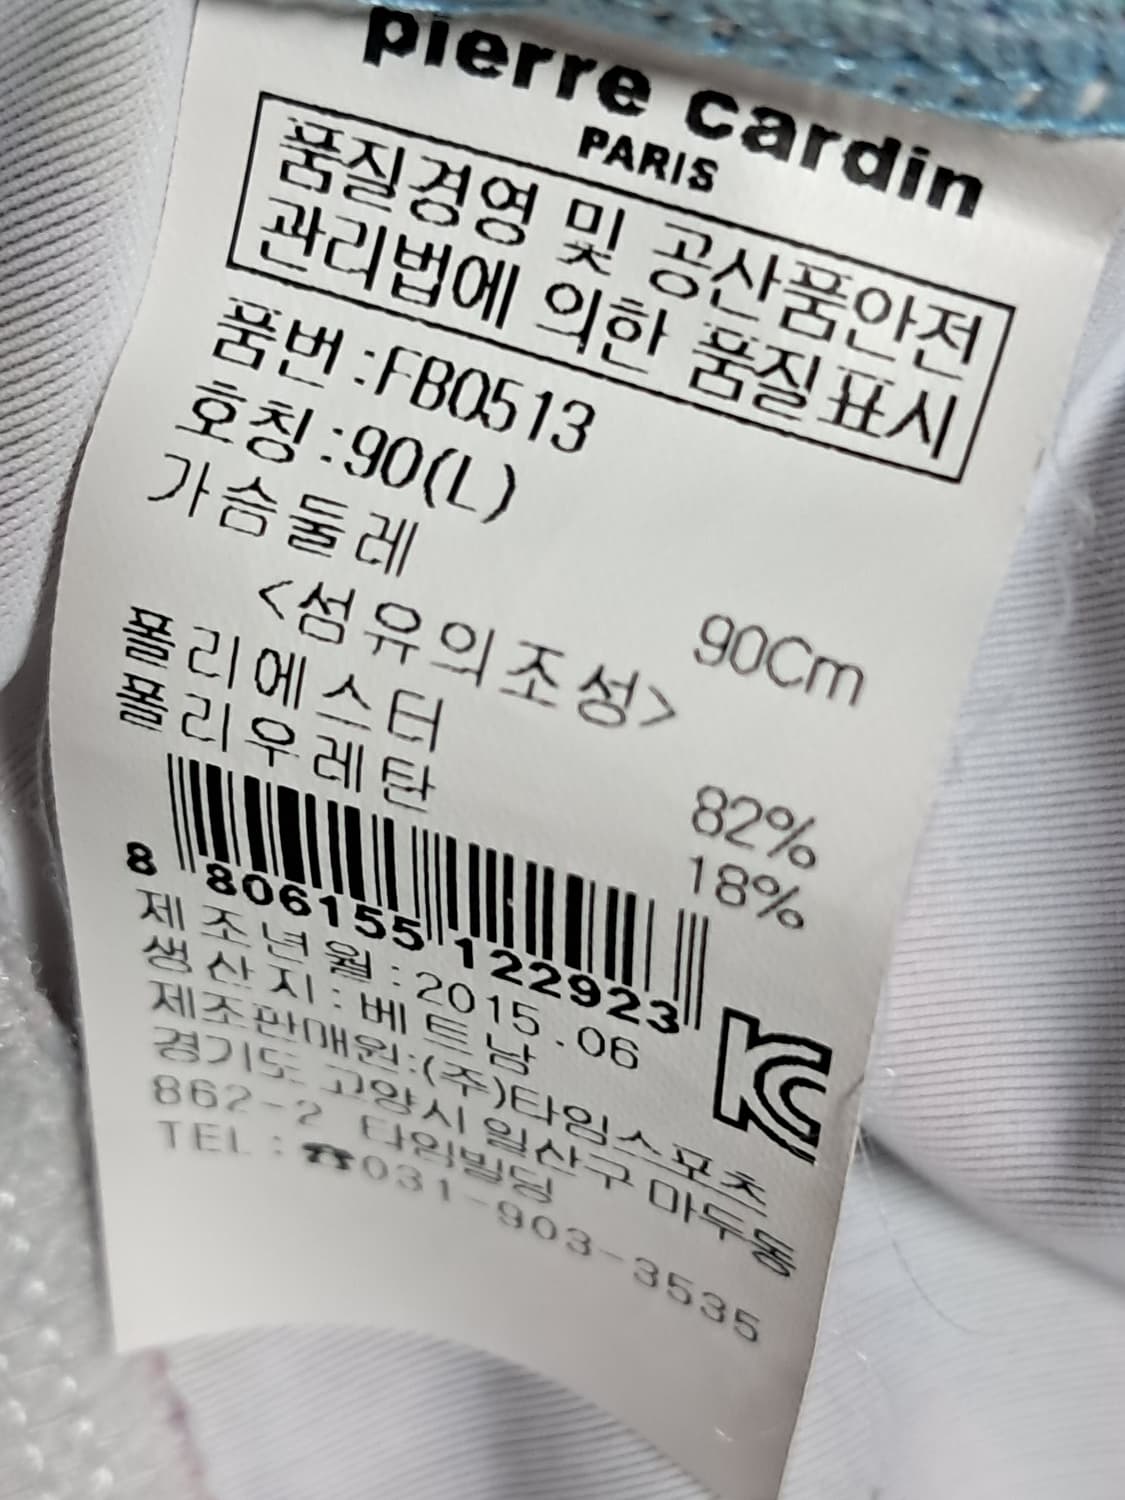 pierre cardin
PARIS
품질경영 및 공산품안전
관리법에 의한 품질표시
품번:FBQ513
호칭:90(L)
가슴둘레 90Cm
<섬유의조성>
폴리에스터 82%
폴리우레탄 18%
8 806155 122923
제조년월:2015.06
생산지:베트남
제조판매원:(주)타임스포츠
경기도 고양시 일산구 마두동
862-2 타임빌딩
TEL:☎031-903-3535